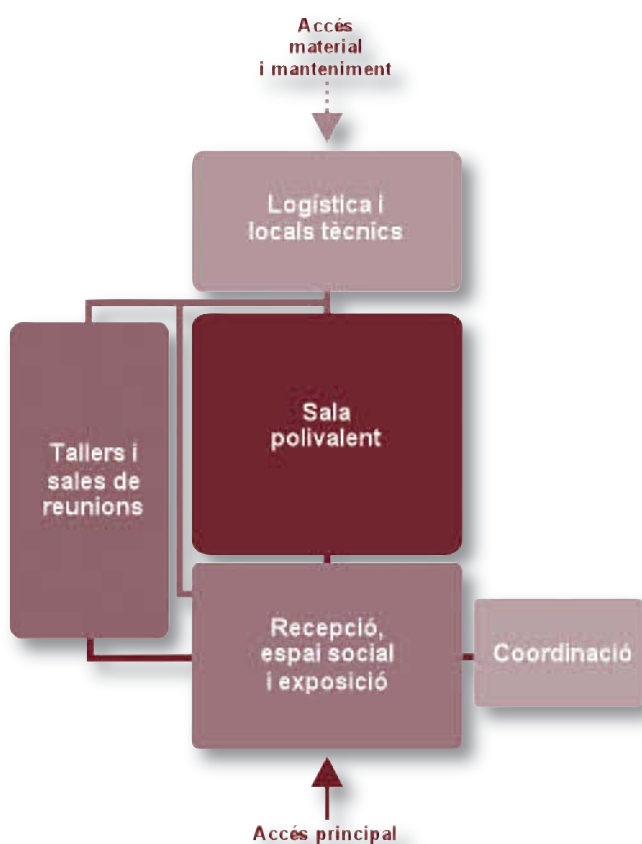 Accés
material
i manteniment
Logística i
locals tècnics
Sala
polivalent
Tallers i
sales de
reunions
Recepció,
espai social
i exposició
Coordinació
Accés principal